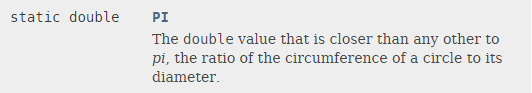 static double PI
The double value that is closer than any other to
pi, the ratio of the circumference of a circle to its
diameter.